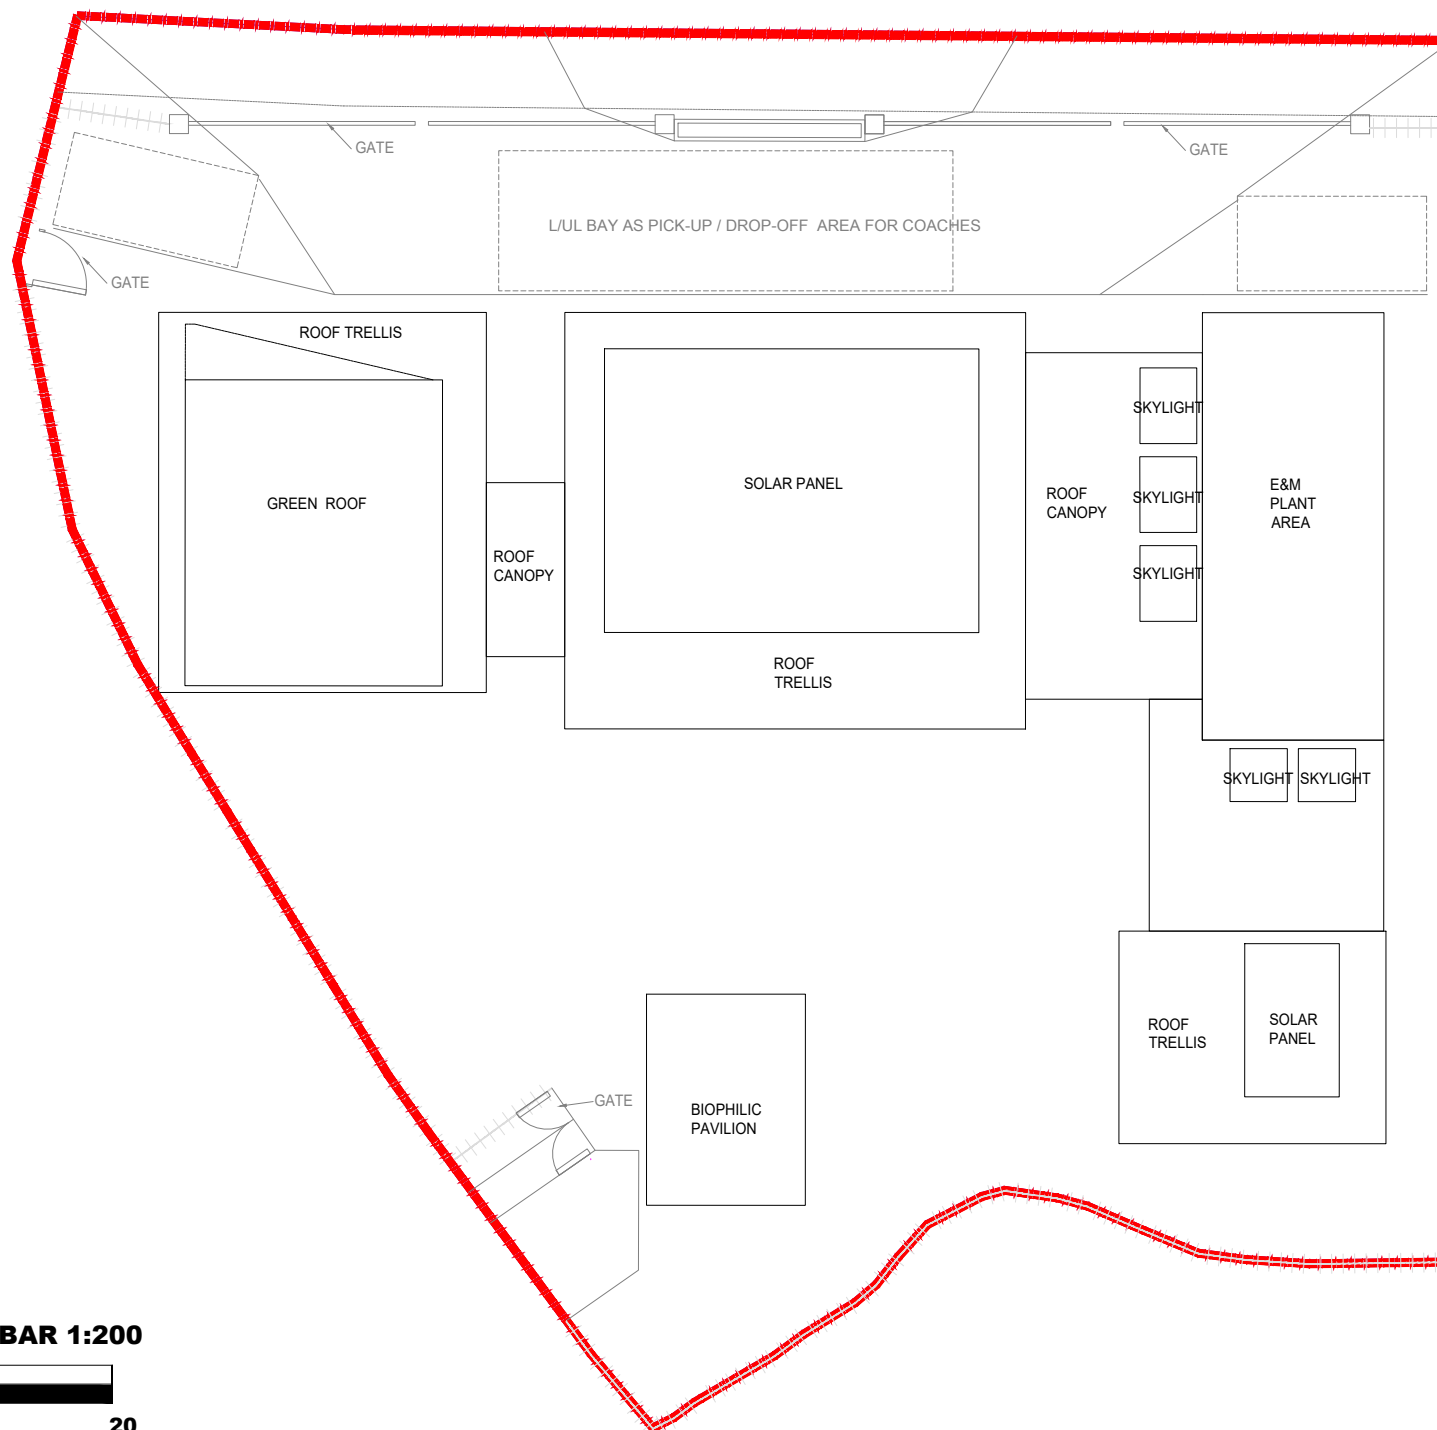 GATE
GATE
L/UL BAY AS PICK-UP / DROP-OFF AREA FOR COACHES
GATE
ROOF TRELLIS
SKYLIGHT
SOLAR PANEL
E&M
PLANT
AREA
GREEN ROOF
ROOF
CANOPY
SKYLIGHT
ROOF
CANOPY
SKYLIGHT
ROOF
TRELLIS
SKYLIGHT
SKYLIGHT
ROOF
TRELLIS
SOLAR
PANEL
GATE
BIOPHILIC
PAVILION
BAR 1:200
20